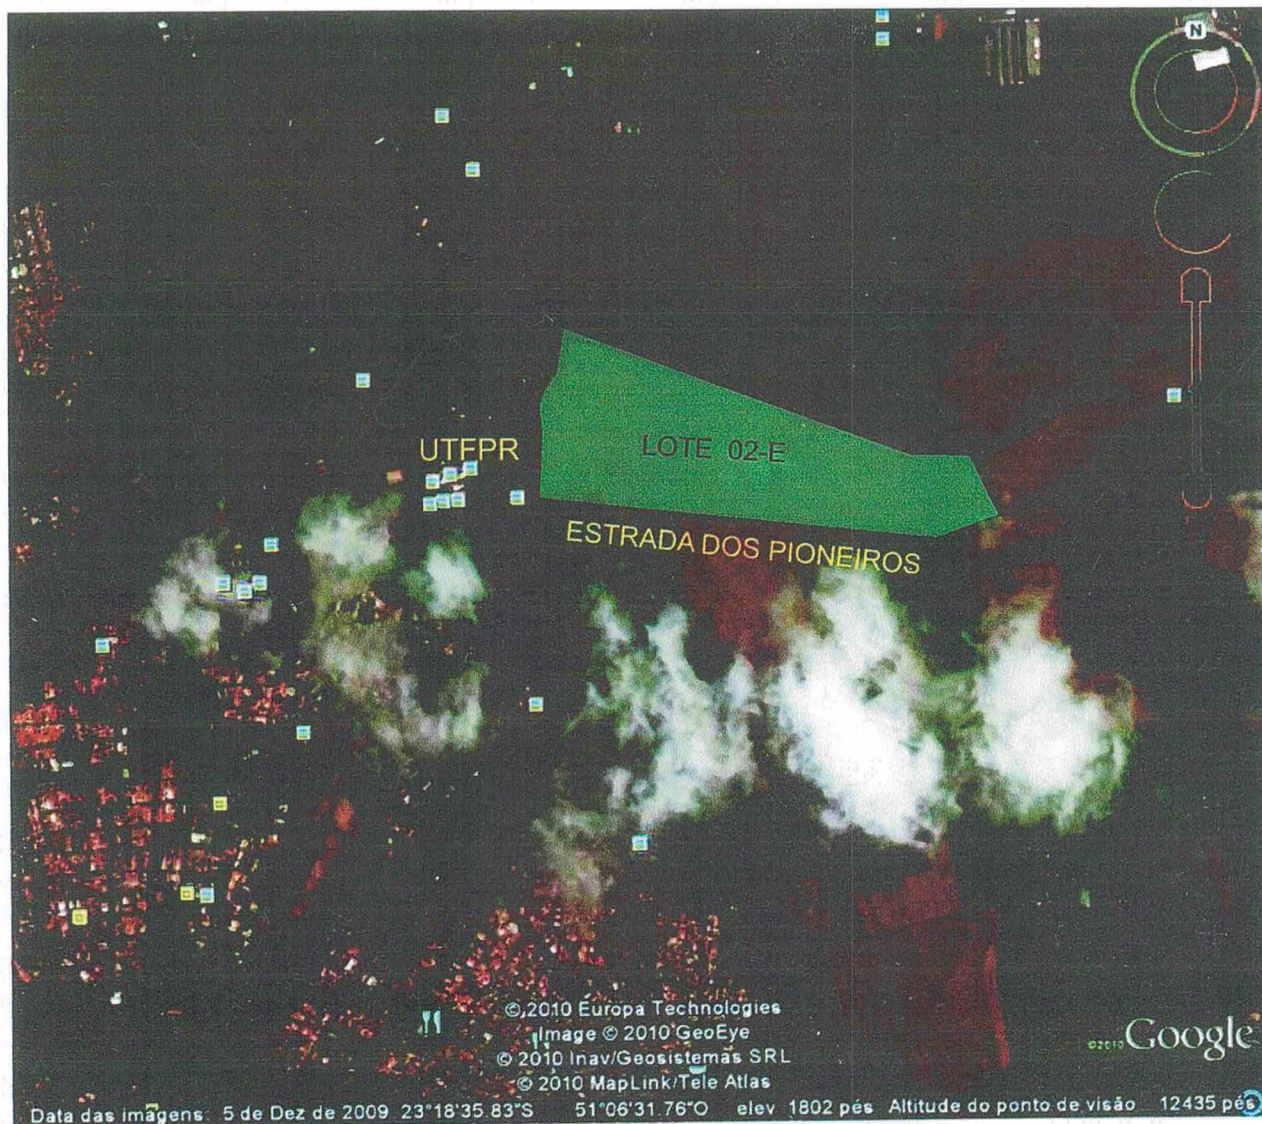 N
UTFPR
LOTE 02-E
ESTRADA DOS PIONEIROS
© 2010 Europa Technologies
Image © 2010 GeoEye
© 2010 Inav/Geosistemas SRL
© 2010 MapLink/Tele Atlas
©2010 Google
Data das imagens: 5 de Dez de 2009 23°18'35.83"S 51°06'31.76"O elev 1802 pés Altitude do ponto de visão 12435 pés